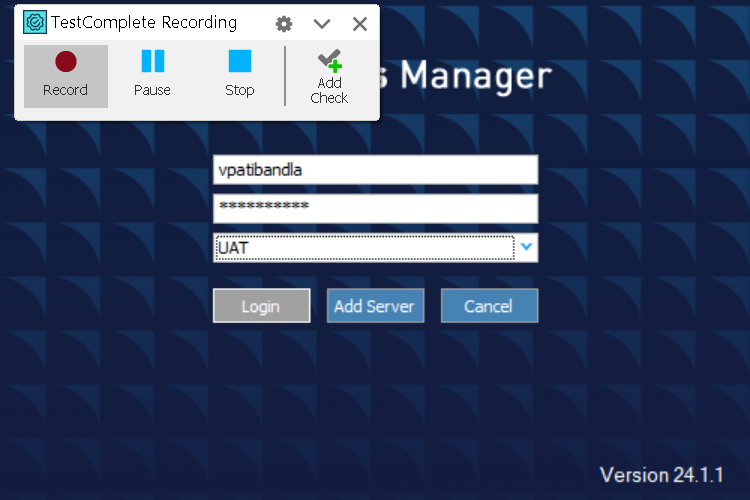 TestComplete Recording
Record
Pause
Stop
Add
Check
s Manager
vpatibandla
**********
UAT
Login
Add Server
Cancel
Version 24.1.1